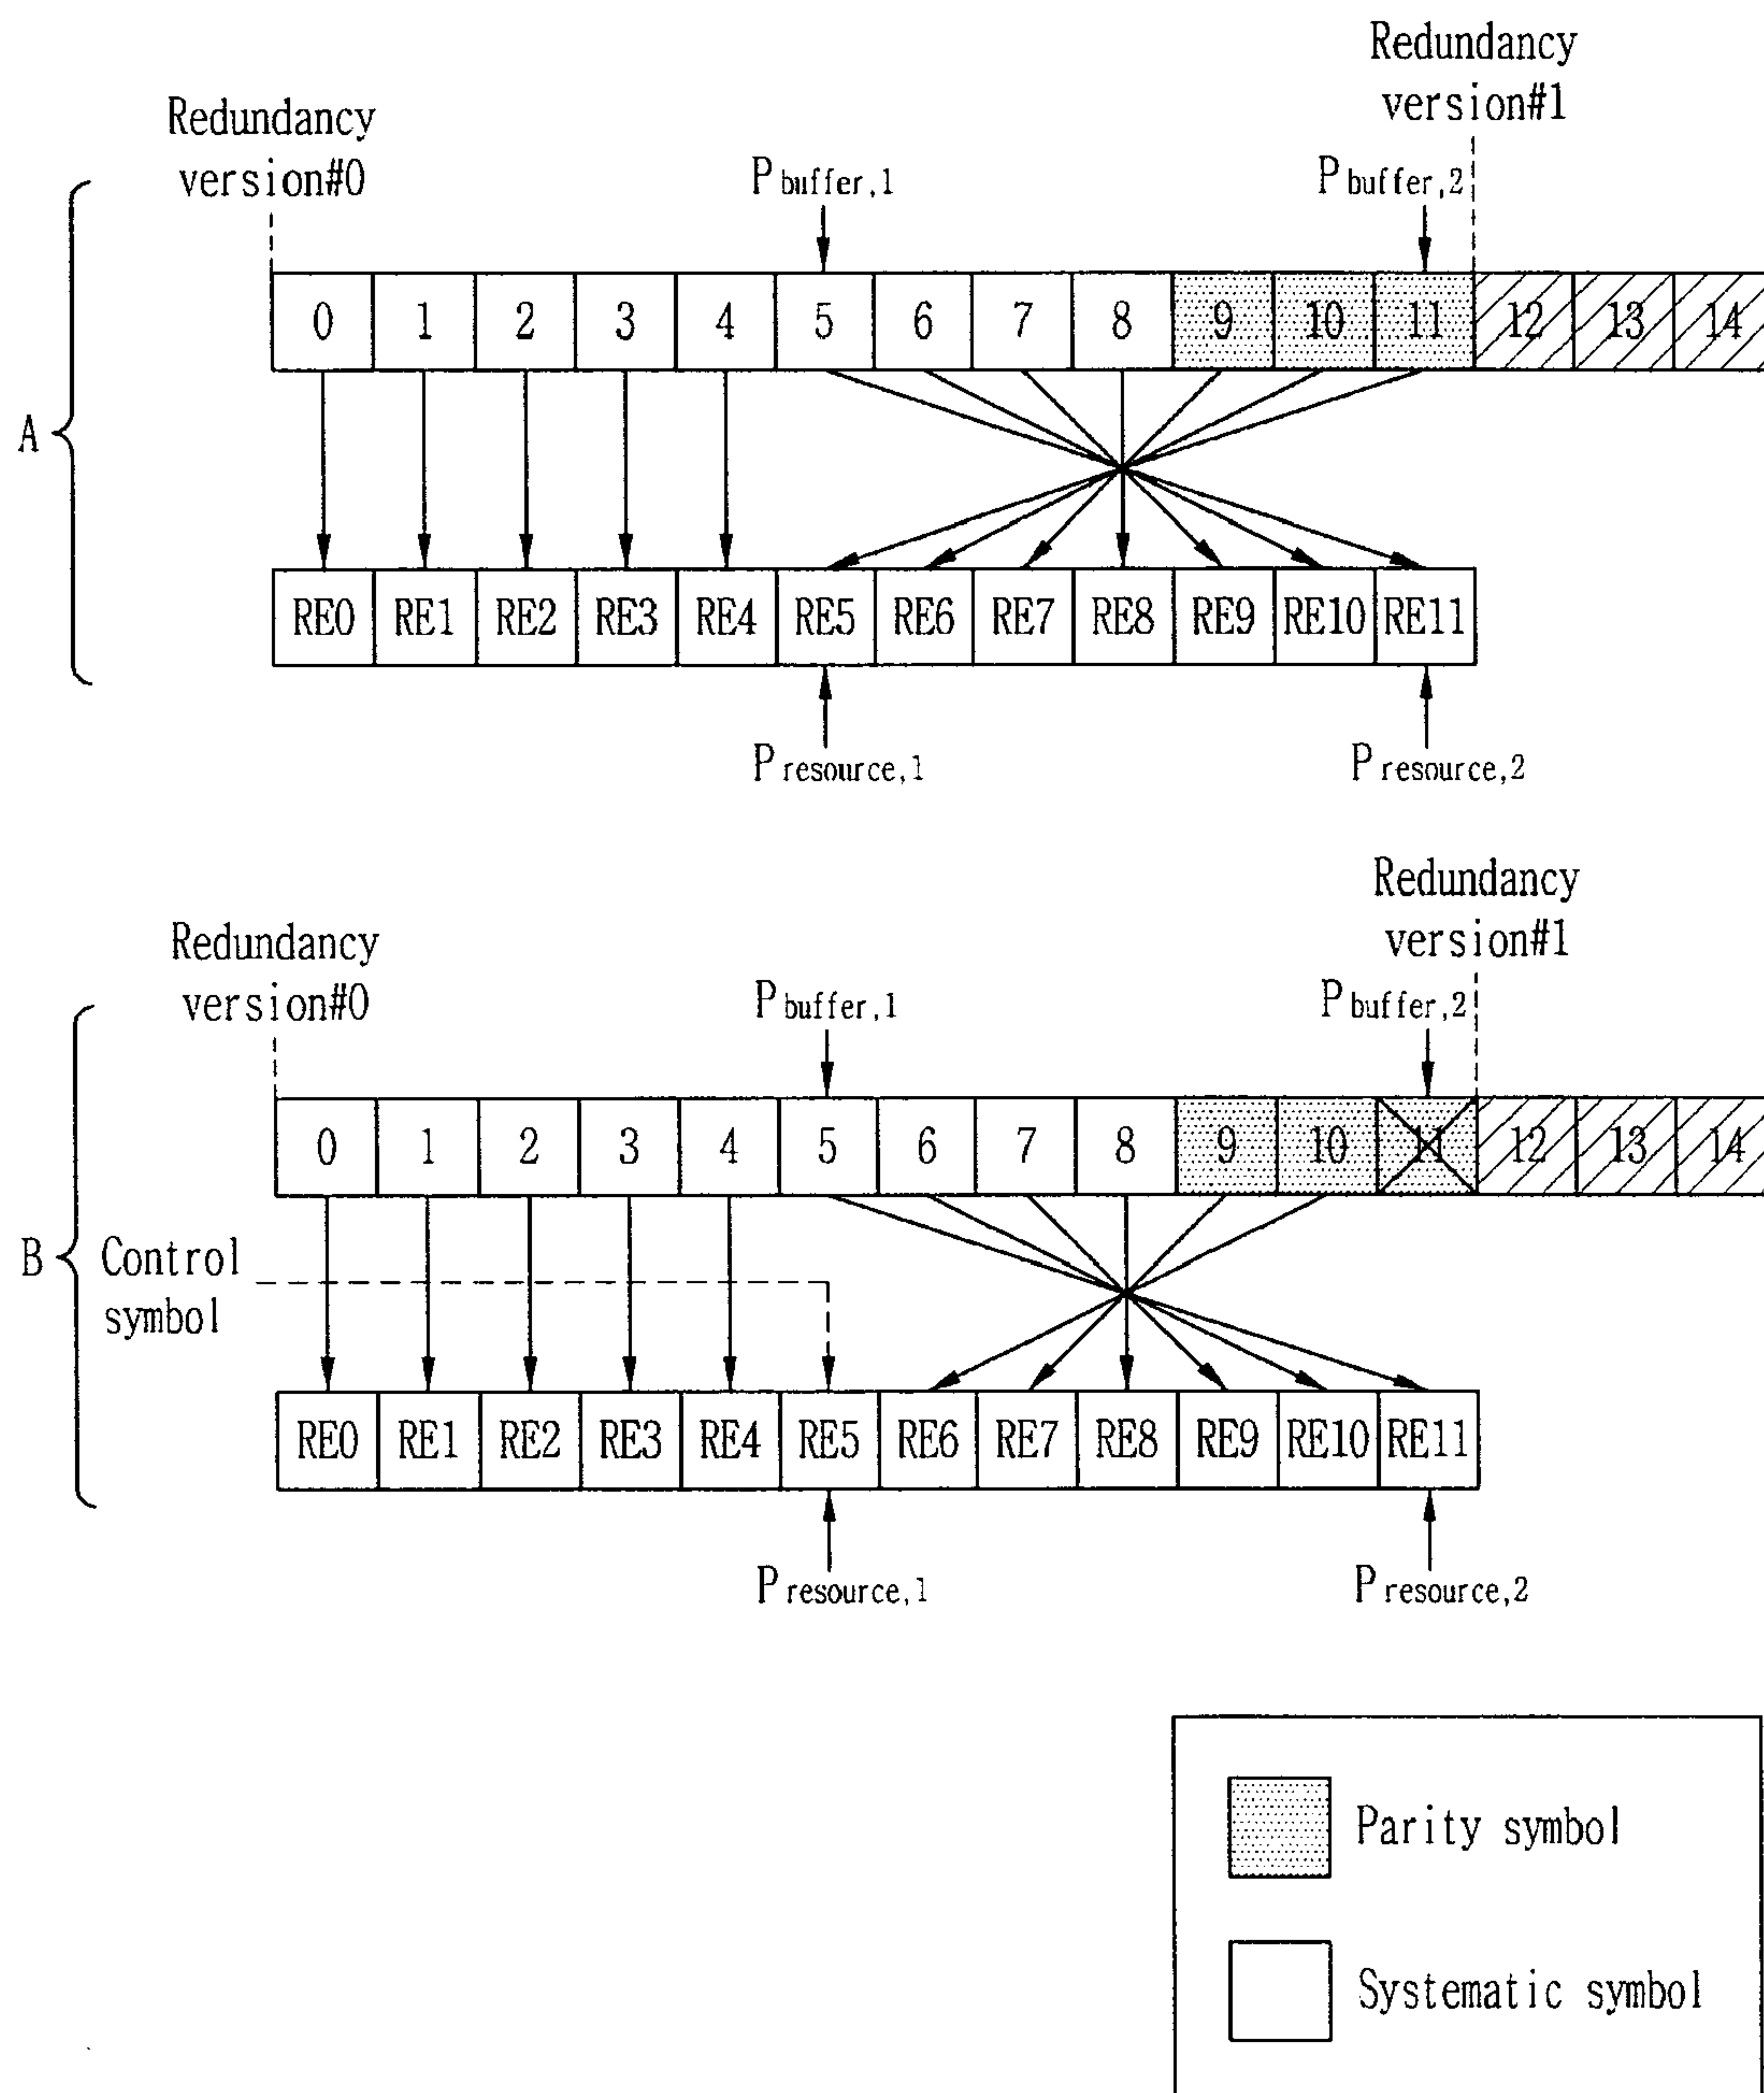 Redundancy
version#1
Redundancy
version#0
P buffer,1
P buffer,2
0 1 2 3 4 5 6 7 8 9 10 11 12 13 14
A
RE0 RE1 RE2 RE3 RE4 RE5 RE6 RE7 RE8 RE9 RE10 RE11
P resource,1
P resource,2
Redundancy
version#1
Redundancy
version#0
P buffer,1
P buffer,2
0 1 2 3 4 5 6 7 8 9 10 11 12 13 14
B
Control
symbol
RE0 RE1 RE2 RE3 RE4 RE5 RE6 RE7 RE8 RE9 RE10 RE11
P resource,1
P resource,2
Parity symbol
Systematic symbol